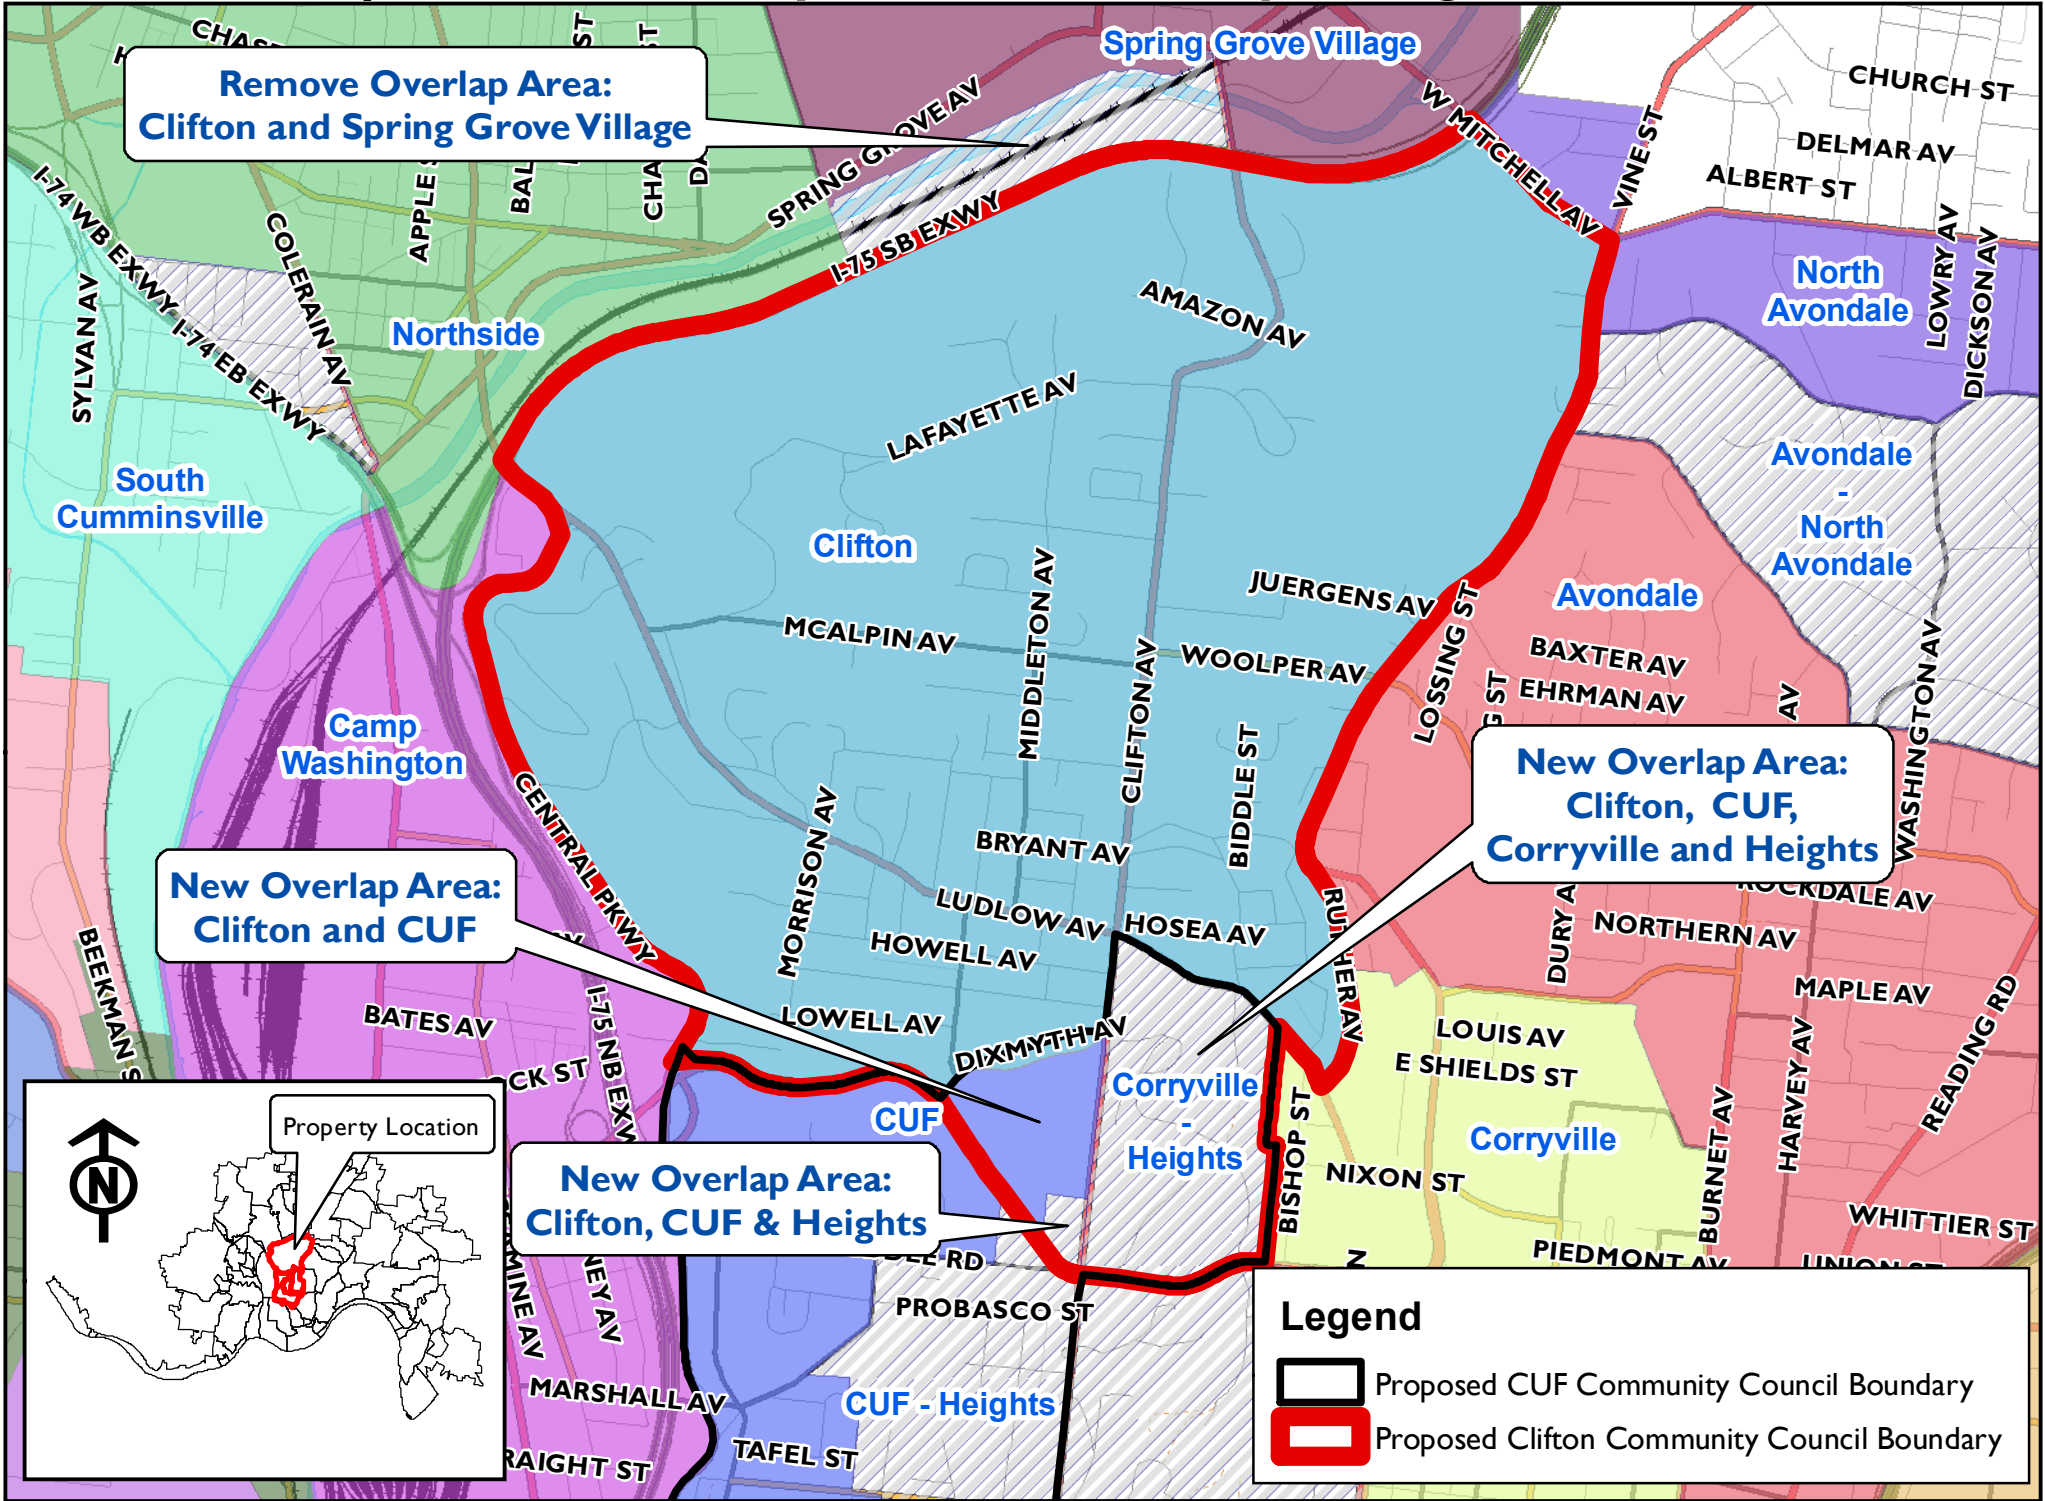 Spring Grove Village
CHURCH ST
Remove Overlap Area:
Clifton and Spring Grove Village
SPRING GROVE AV
W MITCHELL AV
VINE ST
DELMAR AV
ALBERT ST
I-74 WB EXWY
COLERAIN AV
I-75 SB EXWY
LOWRY AV
DICKSON AV
North
Avondale
SYLVAN AV
I-74 EB EXWY
Northside
AMAZON AV
LAFAYETTE AV
Avondale
-
North
Avondale
South
Cumminsville
Clifton
JUERGENS AV
Avondale
MCALPIN AV
MIDDLETON AV
CLIFTON AV
WOOLPER AV
LOSSING ST
BAXTER AV
EHRMAN AV
WASHINGTON AV
Camp
Washington
New Overlap Area:
Clifton, CUF,
Corryville and Heights
CENTRAL PKWY
MORRISON AV
BRYANT AV
BIDDLE ST
ROCKDALE AV
New Overlap Area:
Clifton and CUF
LUDLOW AV
HOSEA AV
HOWELL AV
NORTHERN AV
BEEKMAN S
BATES AV
I-75 NB EXW
LOWELL AV
DIXMYTH AV
MAPLE AV
LOUIS AV
E SHIELDS ST
HARVEY AV
READING RD
Corryville
-
Heights
CUF
BISHOP ST
Corryville
BURNET AV
NIXON ST
Property Location
N
New Overlap Area:
Clifton, CUF & Heights
WHITTIER ST
PIEDMONT AV
UNION ST
PROBASCO ST
MARSHALL AV
CUF - Heights
TAFEL ST
RAIGHT ST
Legend
Proposed CUF Community Council Boundary
Proposed Clifton Community Council Boundary